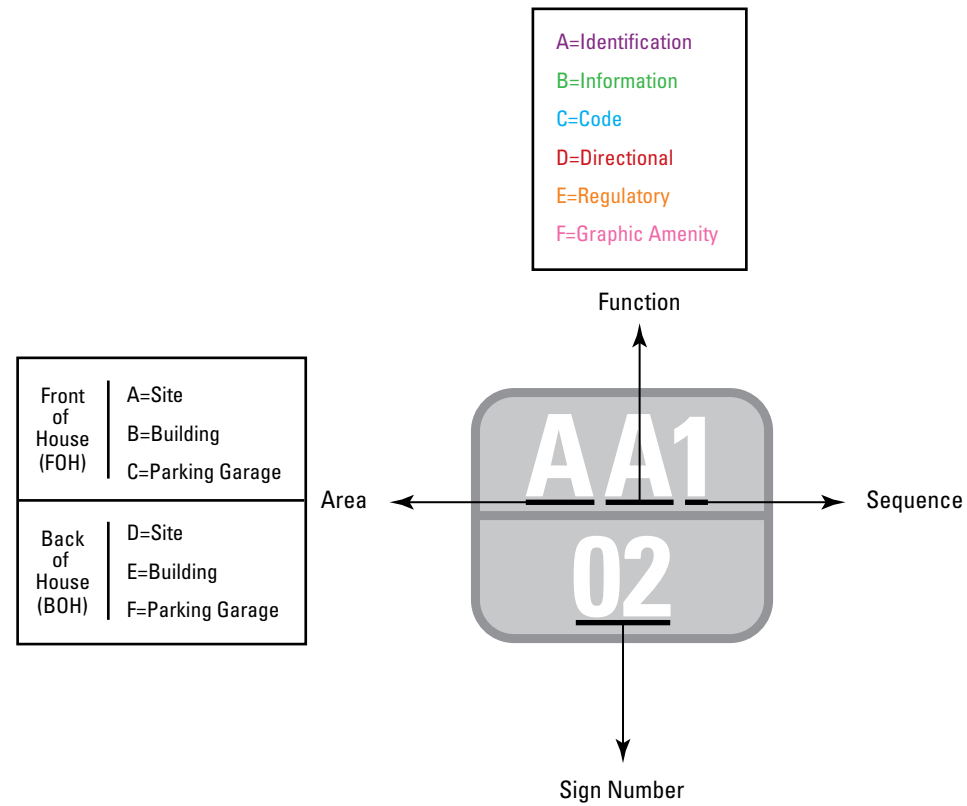 A=Identification
B=Information
C=Code
D=Directional
E=Regulatory
F=Graphic Amenity
Function
Front
of
House
(FOH)
A=Site
B=Building
C=Parking Garage
Back
of
House
(BOH)
D=Site
E=Building
F=Parking Garage
Area
AA1
02
Sequence
Sign Number